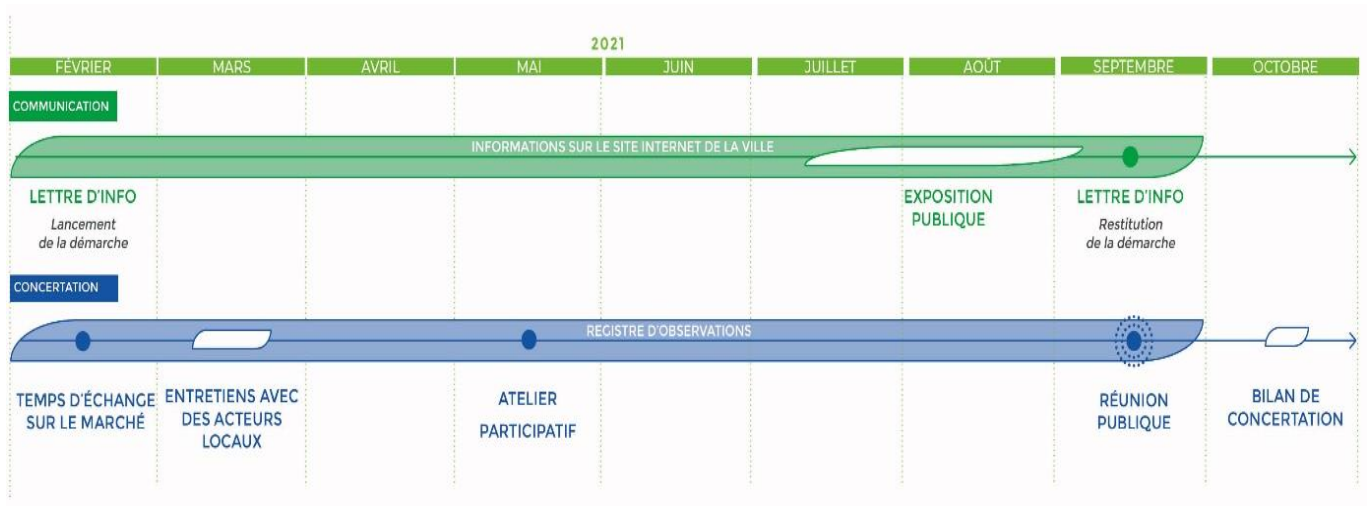 2021
FÉVRIER MARS AVRIL MAI JUIN JUILLET AOÛT SEPTEMBRE OCTOBRE
COMMUNICATION
INFORMATIONS SUR LE SITE INTERNET DE LA VILLE
LETTRE D'INFO
Lancement
de la démarche
EXPOSITION
PUBLIQUE
LETTRE D'INFO
Restitution
de la démarche
CONCERTATION
REGISTRE D'OBSERVATIONS
TEMPS D'ÉCHANGE
SUR LE MARCHÉ
ENTRETIENS AVEC
DES ACTEURS
LOCAUX
ATELIER
PARTICIPATIF
RÉUNION
PUBLIQUE
BILAN DE
CONCERTATION